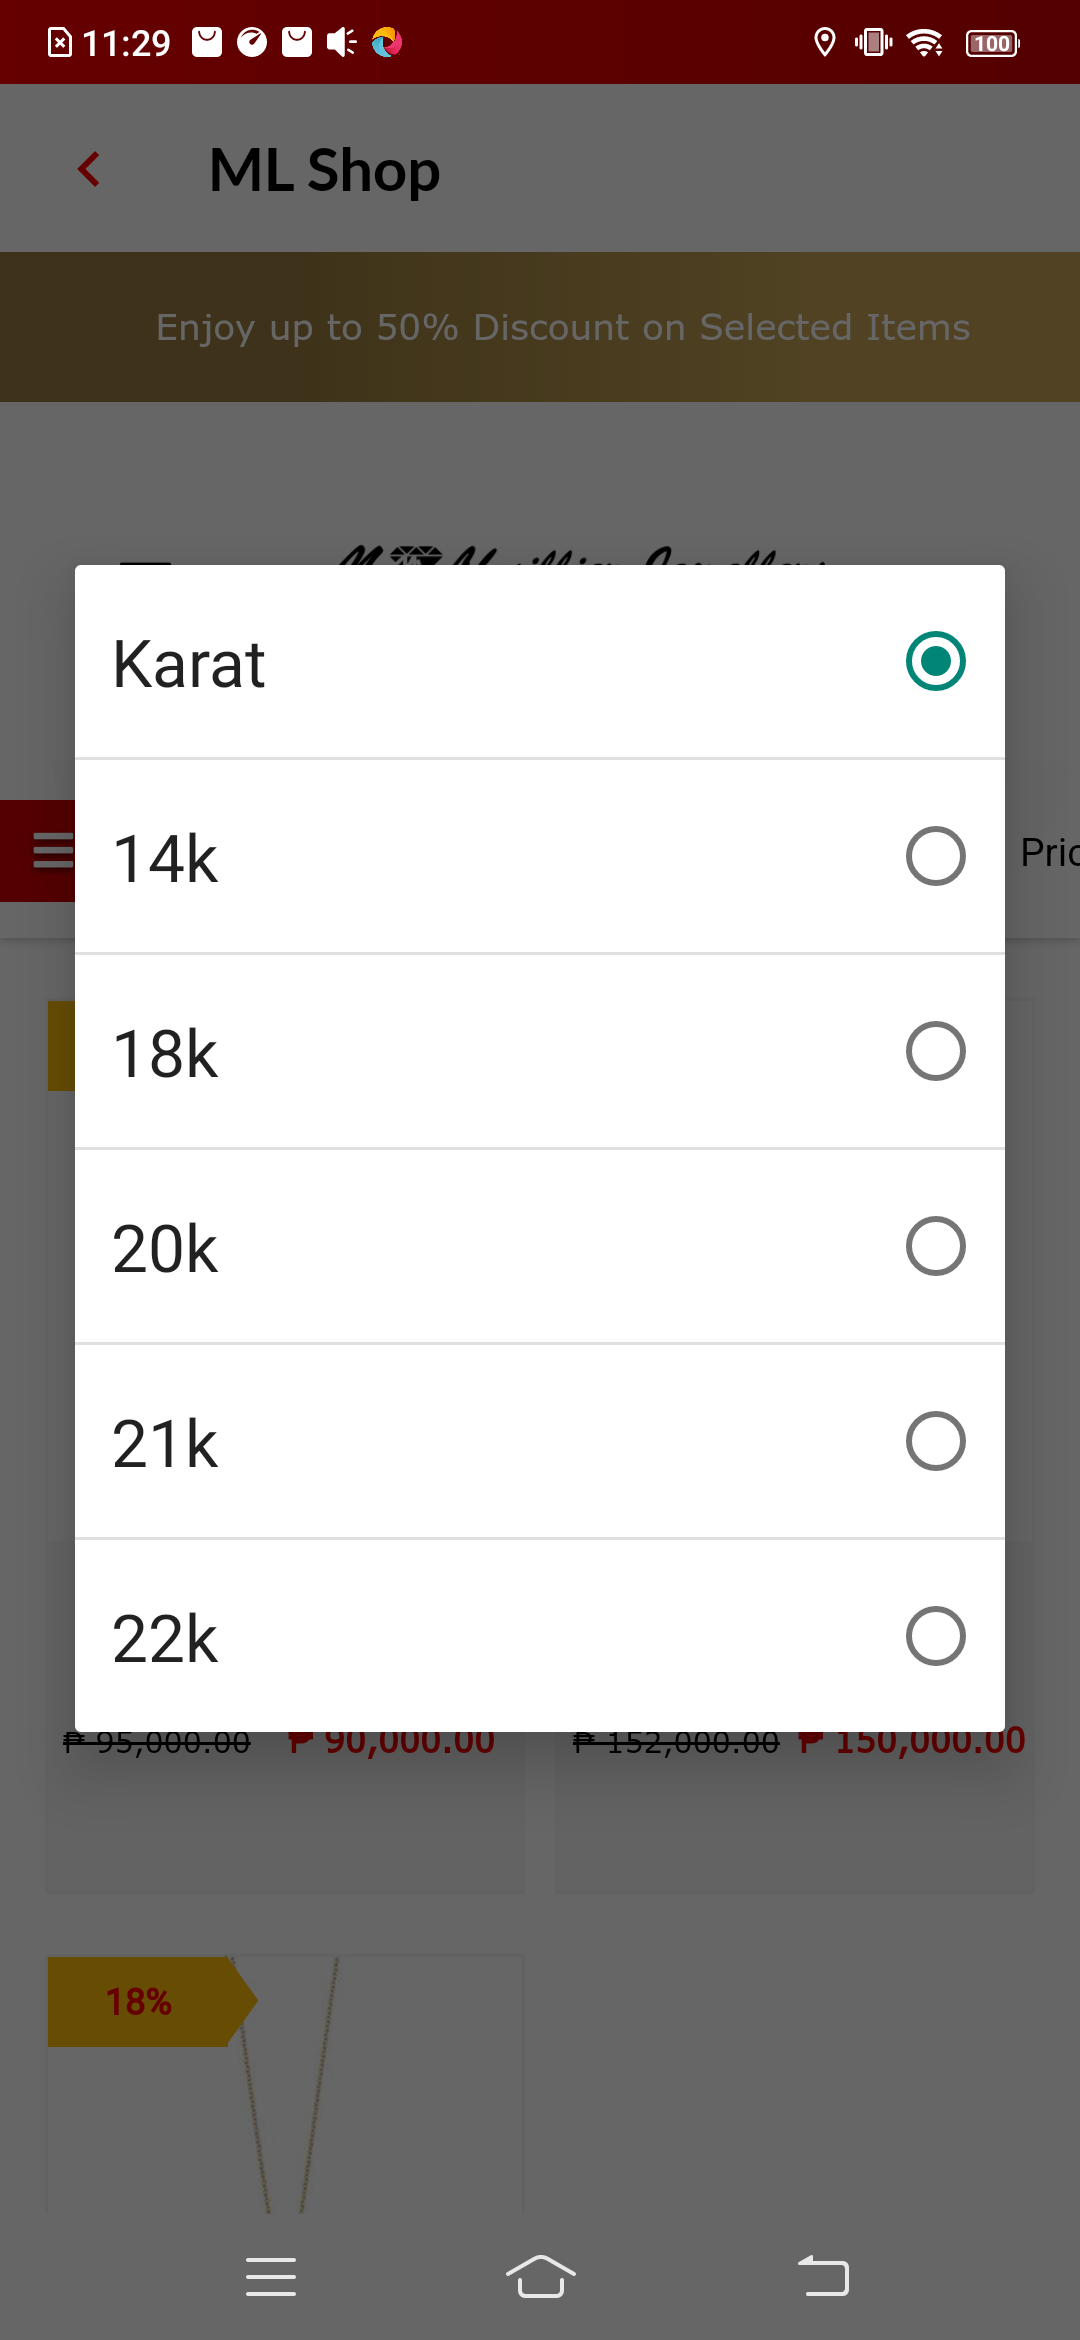 11:29
100
ML Shop
Enjoy up to 50% Discount on Selected Items
Karat
14k
Pric
18k
20k
21k
22k
₱ 95,000.00 ₱ 90,000.00
₱ 152,000.00 ₱ 150,000.00
18%